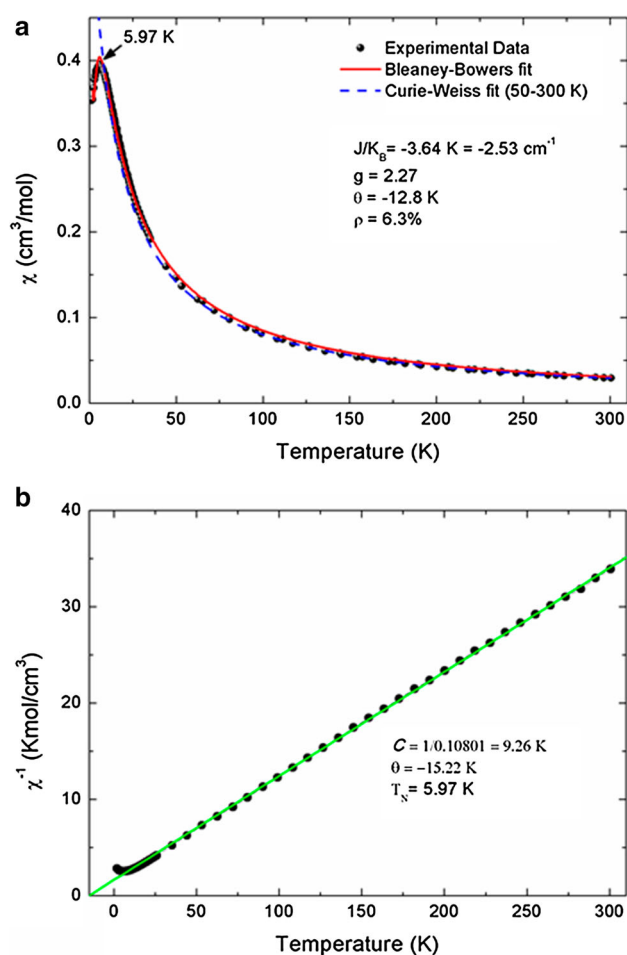 a
0.4
0.3
0.2
0.1
0.0
χ (cm³/mol)
5.97 K
Experimental Data
Bleaney-Bowers fit
Curie-Weiss fit (50-300 K)
J/K_B= -3.64 K = -2.53 cm⁻¹
g = 2.27
θ = -12.8 K
ρ = 6.3%
0 50 100 150 200 250 300
Temperature (K)
b
40
30
20
10
0
χ⁻¹ (Kmol/cm³)
C = 1/0.10801 = 9.26 K
θ = −15.22 K
T_N = 5.97 K
0 50 100 150 200 250 300
Temperature (K)